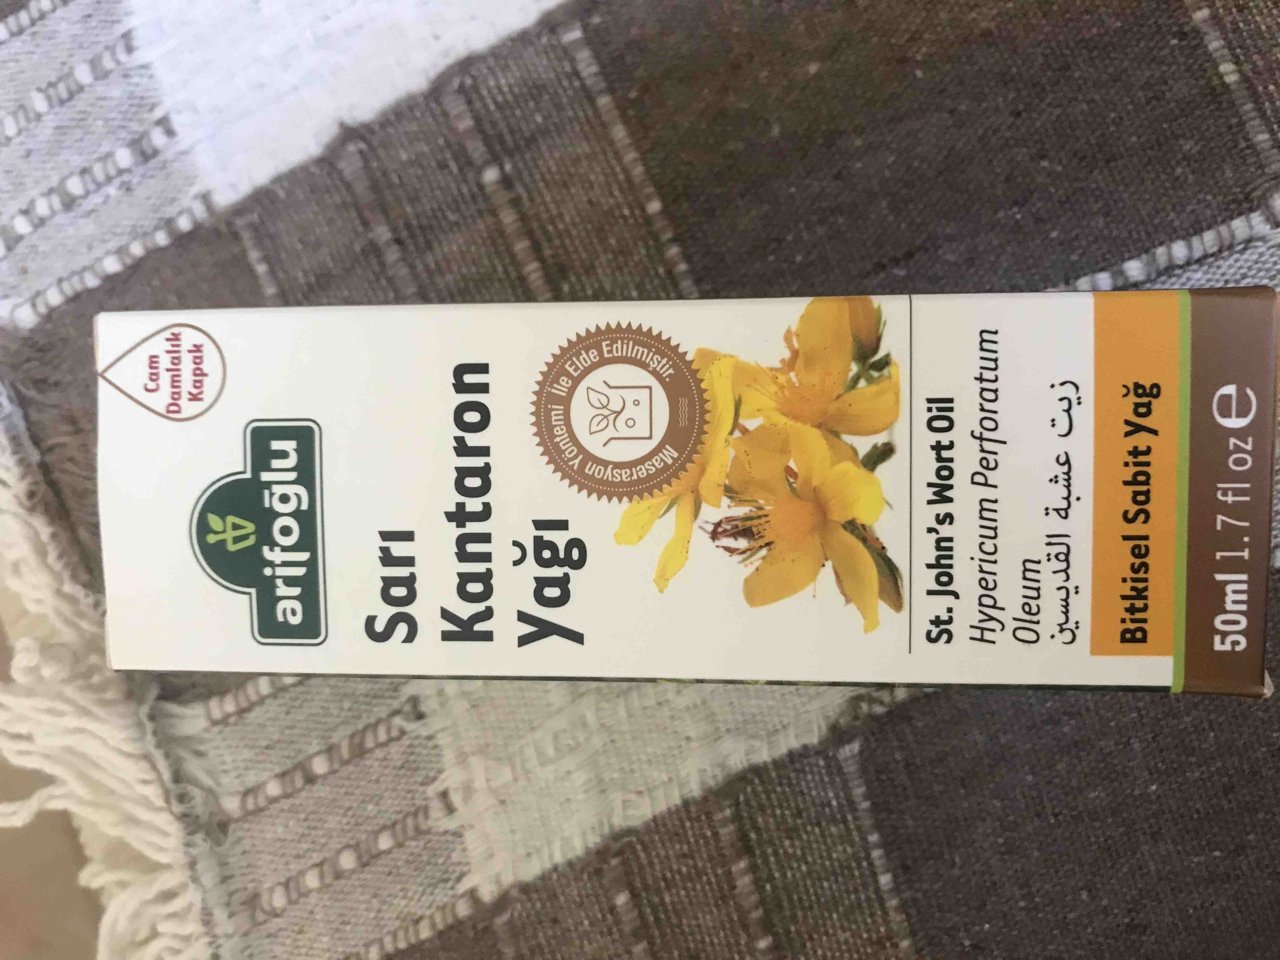 Cam
Damlalık
Kapak
arifoğlu
Sarı
Kantaron
Yağı
Maserasyon Yöntemi İle Elde Edilmiştir.
St. John's Wort Oil
Hypericum Perforatum
Oleum
زيت عشبة القديسين
Bitkisel Sabit Yağ
50ml 1.7 fl oz ℮